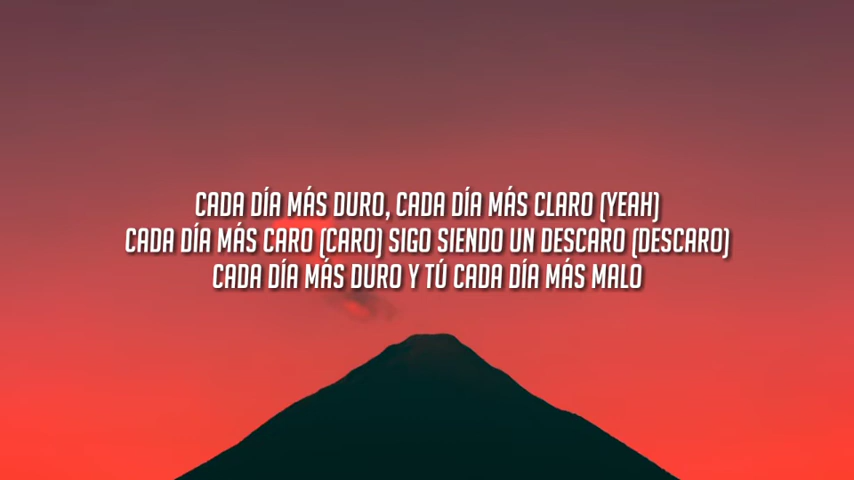 CADA DÍA MÁS DURO, CADA DÍA MÁS CLARO (YEAH)
CADA DÍA MÁS CARO (CARO) SIGO SIENDO UN DESCARO (DESCARO)
CADA DÍA MÁS DURO Y TÚ CADA DÍA MÁS MALO